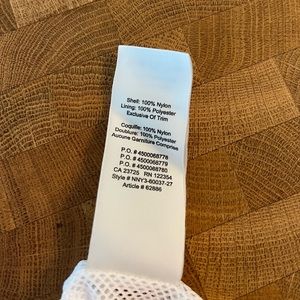 Shell: 100% Nylon
Lining: 100% Polyester
Exclusive Of Trim
Coquille: 100% Nylon
Doublure: 100% Polyester
Aucune Garniture Comprise
P.O. # 4500068778
P.O. # 4500068779
P.O. # 4500068780
CA 23725 RN 122354
Style # NNY3-60037-27
Article # 62886